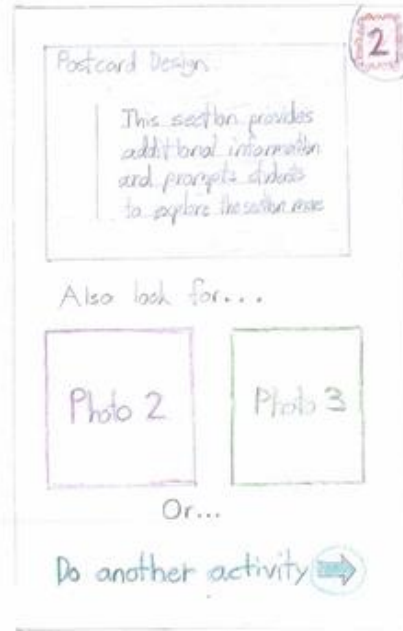 2
Postcard Design
This section provides
additional information
and prompts students
to explore the section more
Also look for...
Photo 2
Photo 3
Or...
Do another activity